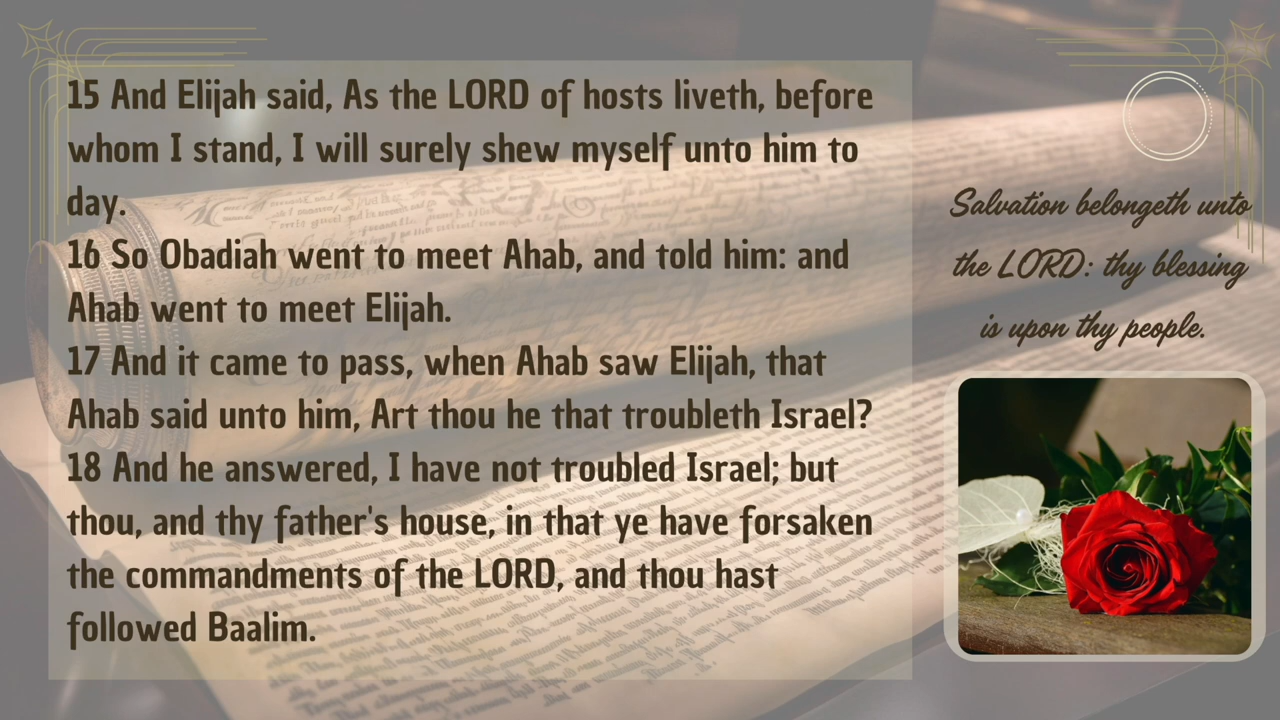 15 And Elijah said, As the LORD of hosts liveth, before
whom I stand, I will surely shew myself unto him to
day.
16 So Obadiah went to meet Ahab, and told him: and
Ahab went to meet Elijah.
17 And it came to pass, when Ahab saw Elijah, that
Ahab said unto him, Art thou he that troubleth Israel?
18 And he answered, I have not troubled Israel; but
thou, and thy father's house, in that ye have forsaken
the commandments of the LORD, and thou hast
followed Baalim.
Salvation belongeth unto
the LORD: thy blessing
is upon thy people.